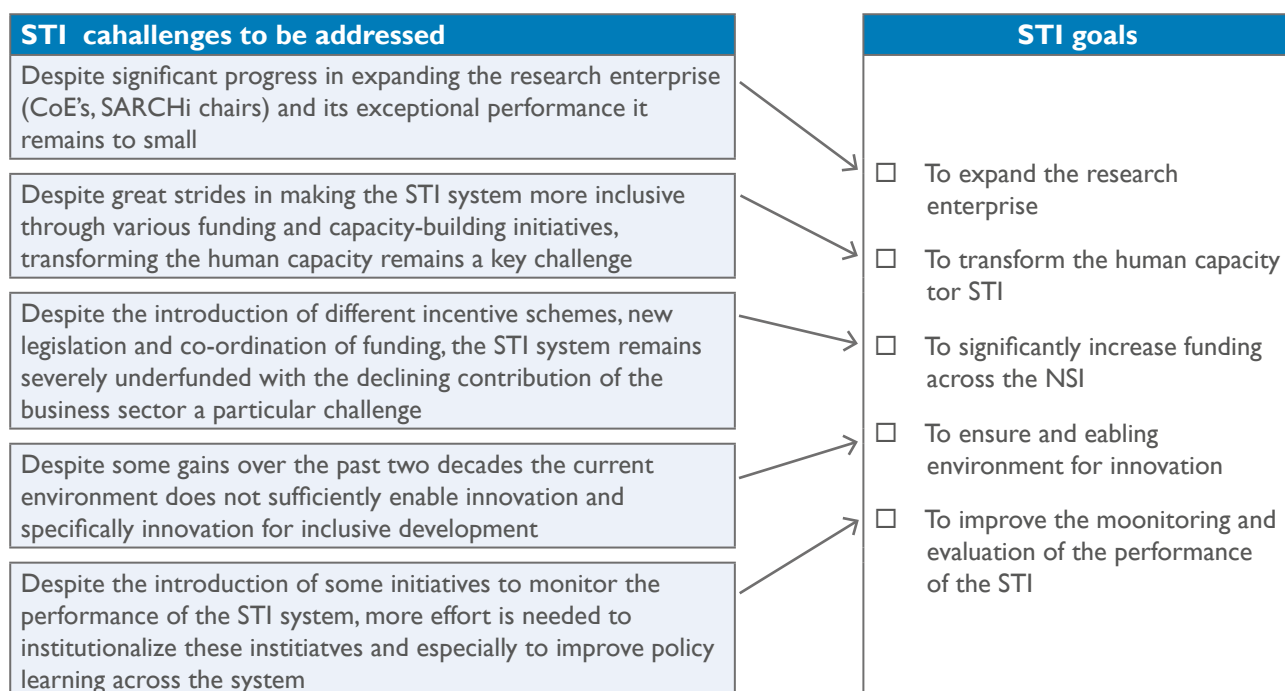 STI cahallenges to be addressed
Despite significant progress in expanding the research enterprise
(CoE's, SARCHi chairs) and its exceptional performance it
remains to small
Despite great strides in making the STI system more inclusive
through various funding and capacity-building initiatives,
transforming the human capacity remains a key challenge
Despite the introduction of different incentive schemes, new
legislation and co-ordination of funding, the STI system remains
severely underfunded with the declining contribution of the
business sector a particular challenge
Despite some gains over the past two decades the current
environment does not sufficiently enable innovation and
specifically innovation for inclusive development
Despite the introduction of some initiatives to monitor the
performance of the STI system, more effort is needed to
institutionalize these institiatves and especially to improve policy
learning across the system
STI goals
To expand the research
enterprise
To transform the human capacity
tor STI
To significantly increase funding
across the NSI
To ensure and eabling
environment for innovation
To improve the moonitoring and
evaluation of the performance
of the STI